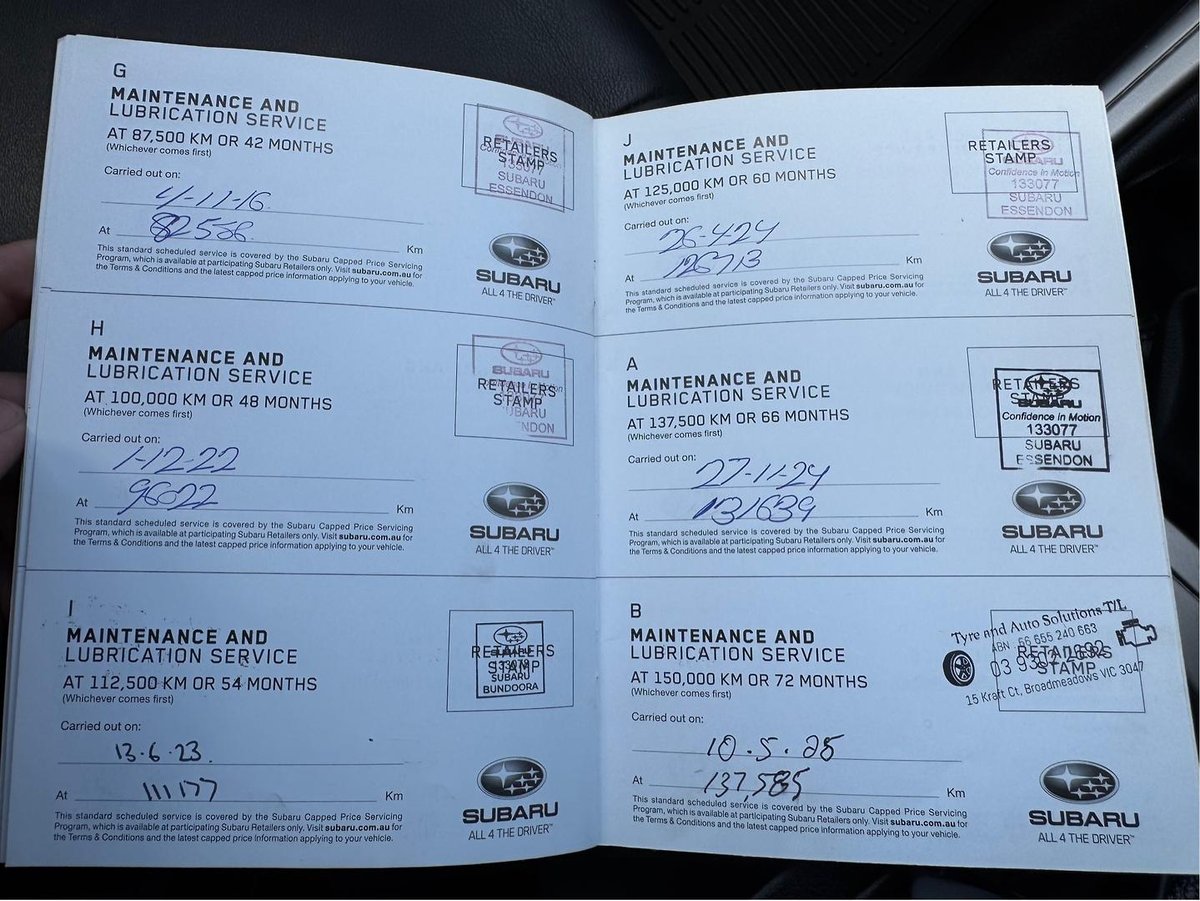 G
MAINTENANCE AND
LUBRICATION SERVICE
AT 87,500 KM OR 42 MONTHS
(Whichever comes first)
Carried out on:
4-11-16
At 82556 Km
This standard scheduled service is covered by the Subaru Capped Price Servicing
Program, which is available at participating Subaru Retailers only. Visit subaru.com.au for
the Terms & Conditions and the latest capped price information applying to your vehicle.
RETAILERS
STAMP
133077
SUBARU
ESSENDON
SUBARU
ALL 4 THE DRIVER™
H
MAINTENANCE AND
LUBRICATION SERVICE
AT 100,000 KM OR 48 MONTHS
(Whichever comes first)
Carried out on:
1-12-22
At 96022 Km
This standard scheduled service is covered by the Subaru Capped Price Servicing
Program, which is available at participating Subaru Retailers only. Visit subaru.com.au for
the Terms & Conditions and the latest capped price information applying to your vehicle.
SUBARU
RETAILERS
STAMP
UBARU
NDON
SUBARU
ALL 4 THE DRIVER™
I
MAINTENANCE AND
LUBRICATION SERVICE
AT 112,500 KM OR 54 MONTHS
(Whichever comes first)
Carried out on:
13.6.23.
At 111177 Km
This standard scheduled service is covered by the Subaru Capped Price Servicing
Program, which is available at participating Subaru Retailers only. Visit subaru.com.au for
the Terms & Conditions and the latest capped price information applying to your vehicle.
RETAILERS
STAMP
SUBARU
BUNDOORA
SUBARU
ALL 4 THE DRIVER™
J
MAINTENANCE AND
LUBRICATION SERVICE
AT 125,000 KM OR 60 MONTHS
(Whichever comes first)
Carried out on:
26-4-24
At 126713 Km
This standard scheduled service is covered by the Subaru Capped Price Servicing
Program, which is available at participating Subaru Retailers only. Visit subaru.com.au for
the Terms & Conditions and the latest capped price information applying to your vehicle.
RETAILERS
STAMP
SUBARU
Confidence in Motion
133077
SUBARU
ESSENDON
SUBARU
ALL 4 THE DRIVER™
A
MAINTENANCE AND
LUBRICATION SERVICE
AT 137,500 KM OR 66 MONTHS
(Whichever comes first)
Carried out on:
27-11-24
At 131639 Km
This standard scheduled service is covered by the Subaru Capped Price Servicing
Program, which is available at participating Subaru Retailers only. Visit subaru.com.au for
the Terms & Conditions and the latest capped price information applying to your vehicle.
RETAILERS
STAMP
SUBARU
Confidence in Motion
133077
SUBARU
ESSENDON
SUBARU
ALL 4 THE DRIVER™
B
MAINTENANCE AND
LUBRICATION SERVICE
AT 150,000 KM OR 72 MONTHS
(Whichever comes first)
Carried out on:
10.5.25
At 137,585 Km
This standard scheduled service is covered by the Subaru Capped Price Servicing
Program, which is available at participating Subaru Retailers only. Visit subaru.com.au for
the Terms & Conditions and the latest capped price information applying to your vehicle.
Tyre and Auto Solutions T/L
ABN 66 655 240 663
RETAILERS
STAMP
15 Kraft Ct, Broadmeadows VIC 3047
SUBARU
ALL 4 THE DRIVER™